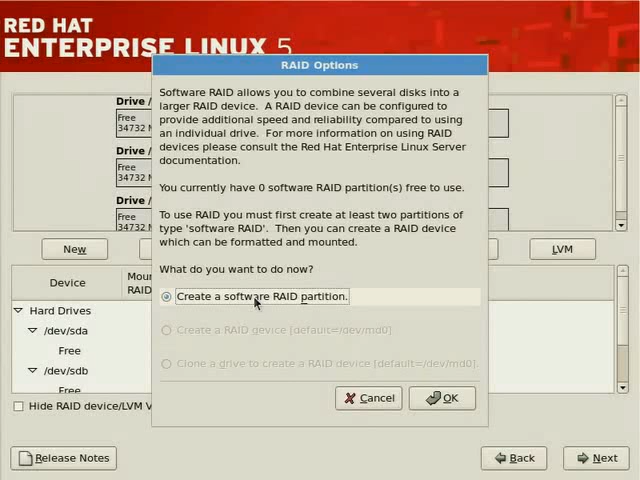 RED HAT
ENTERPRISE LINUX 5
RAID Options
Software RAID allows you to combine several disks into a
larger RAID device.  A RAID device can be configured to
provide additional speed and reliability compared to using
an individual drive.  For more information on using RAID
devices please consult the Red Hat Enterprise Linux Server
documentation.
You currently have 0 software RAID partition(s) free to use.
To use RAID you must first create at least two partitions of
type 'software RAID'.  Then you can create a RAID device
which can be formatted and mounted.
What do you want to do now?
Create a software RAID partition.
Create a RAID device [default=/dev/md0].
Clone a drive to create a RAID device [default=/dev/md0].
Cancel
OK
Drive /
Free
34732 M
Drive /
Free
34732 M
Drive /
Free
34732 M
New
LVM
Device
Moun
RAID
Hard Drives
/dev/sda
Free
/dev/sdb
Free
Hide RAID device/LVM V
Release Notes
Back
Next